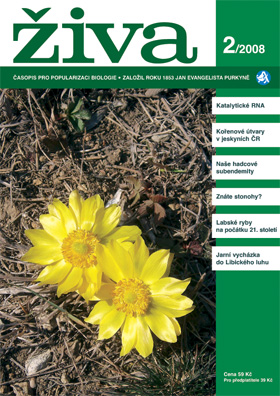 živa
2/2008
ČASOPIS PRO POPULARIZACI BIOLOGIE • ZALOŽIL ROKU 1853 JAN EVANGELISTA PURKYNĚ
Katalytické RNA
Kořenové útvary
v jeskyních ČR
Naše hadcové
subendemity
Znáte stonohy?
Labské ryby
na počátku 21. století
Jarní vycházka
do Libického luhu
Cena 59 Kč
Pro předplatitele 39 Kč